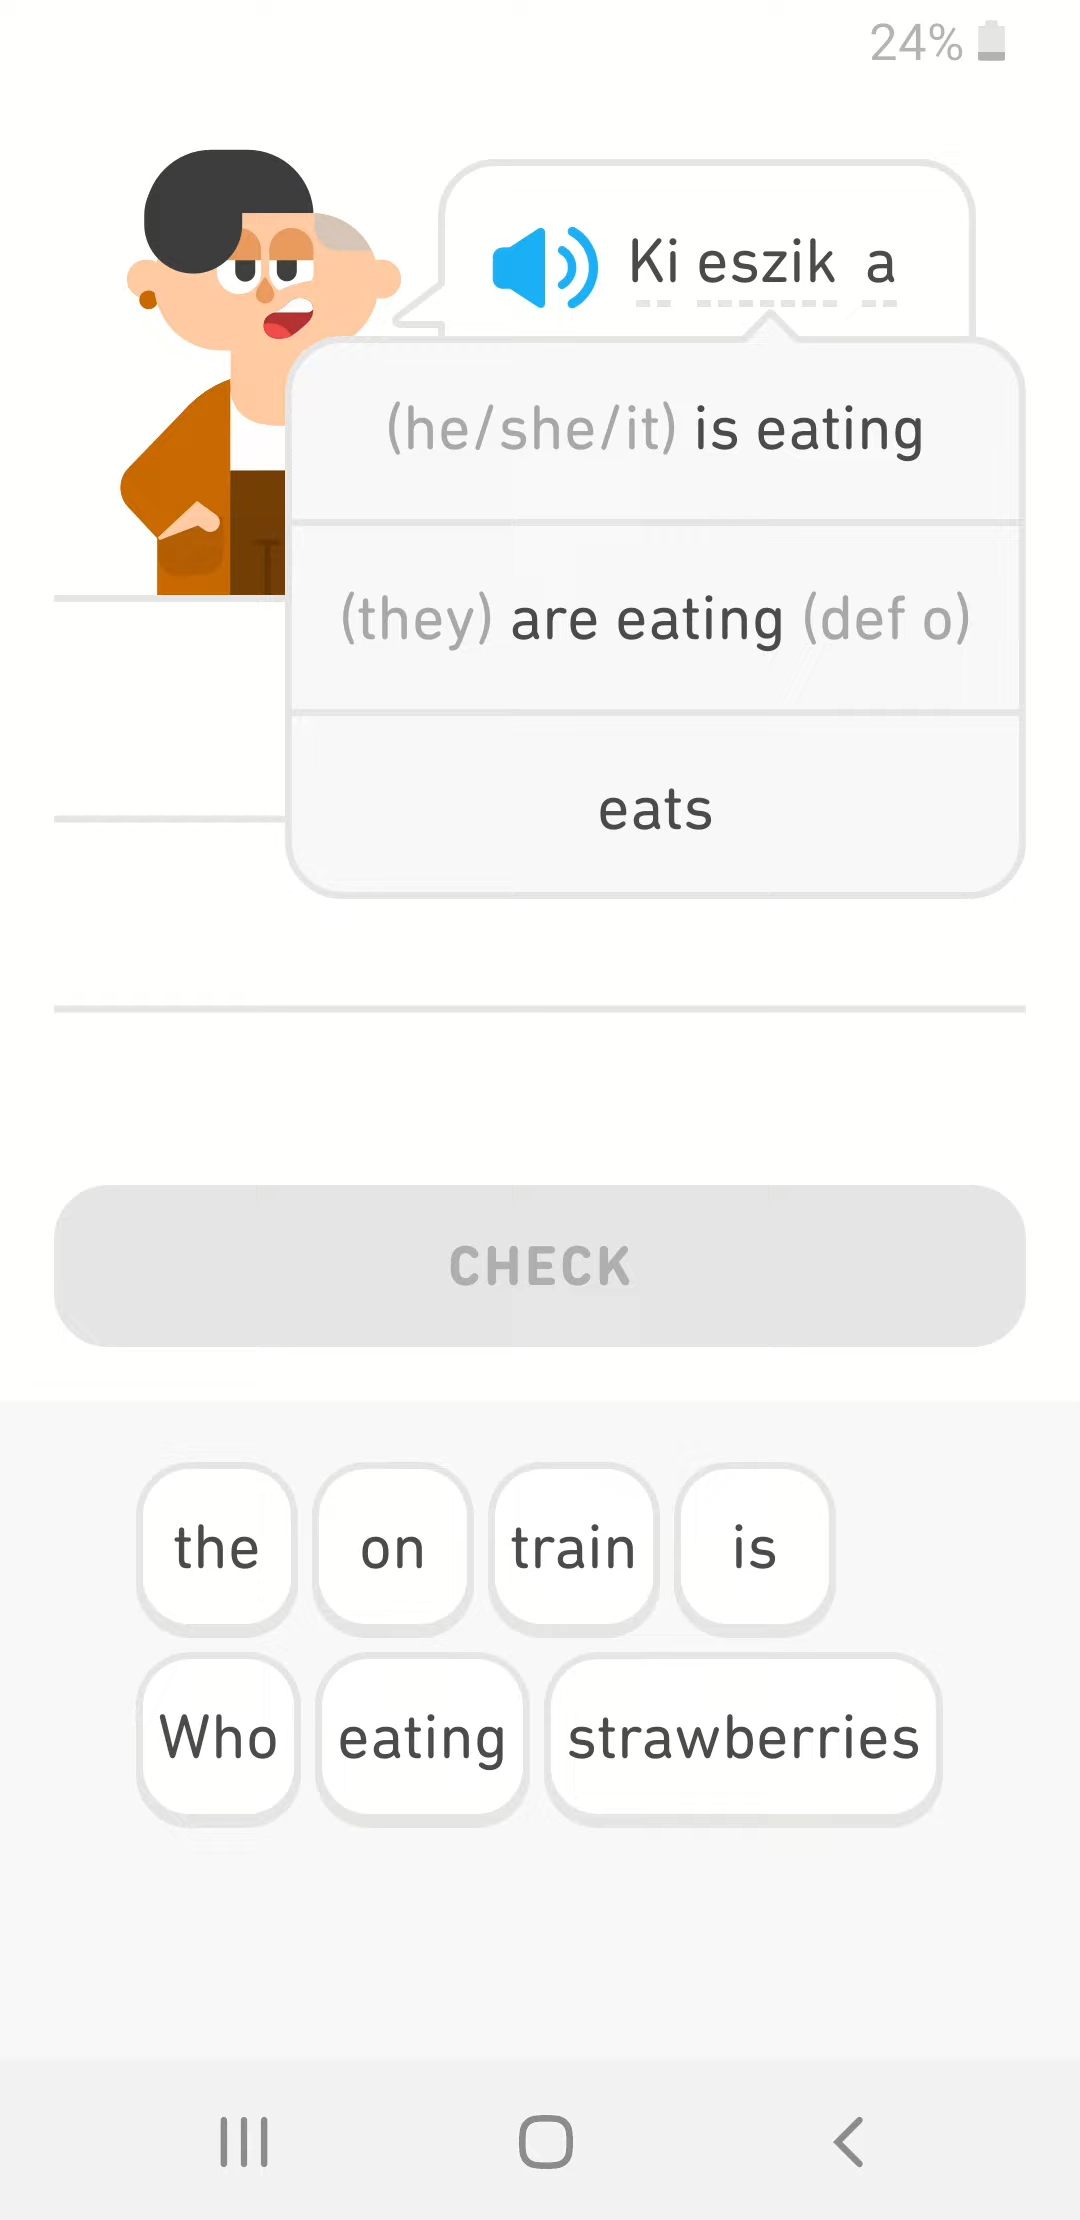 24%
Ki eszik a
(he/she/it) is eating
(they) are eating (def o)
eats
CHECK
the on train is
Who eating strawberries